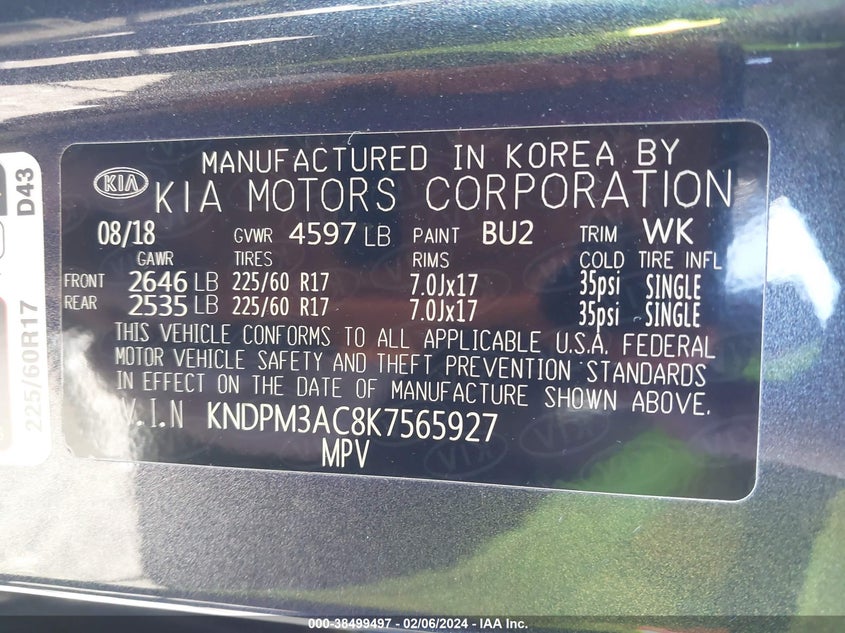 MANUFACTURED IN KOREA BY
KIA KIA MOTORS CORPORATION
08/18 GVWR 4597 LB PAINT BU2 TRIM WK
GAWR TIRES RIMS COLD TIRE INFL
FRONT 2646 LB 225/60 R17 7.0Jx17 35psi SINGLE
REAR 2535 LB 225/60 R17 7.0Jx17 35psi SINGLE
THIS VEHICLE CONFORMS TO ALL APPLICABLE U.S.A. FEDERAL
MOTOR VEHICLE SAFETY AND THEFT PREVENTION STANDARDS
IN EFFECT ON THE DATE OF MANUFACTURE SHOWN ABOVE.
V.I.N KNDPM3AC8K7565927
MPV
D43
225/60R17
000-38499497 - 02/06/2024 - IAA Inc.